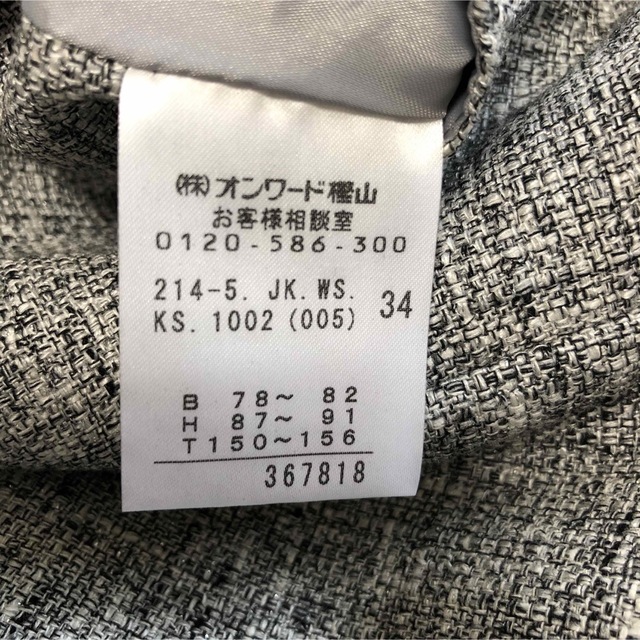 (株)オンワード樫山
お客様相談室
0120-586-300
214-5. JK.WS.
KS.1002(005) 34
B 78～ 82
H 87～ 91
T150～156
367818